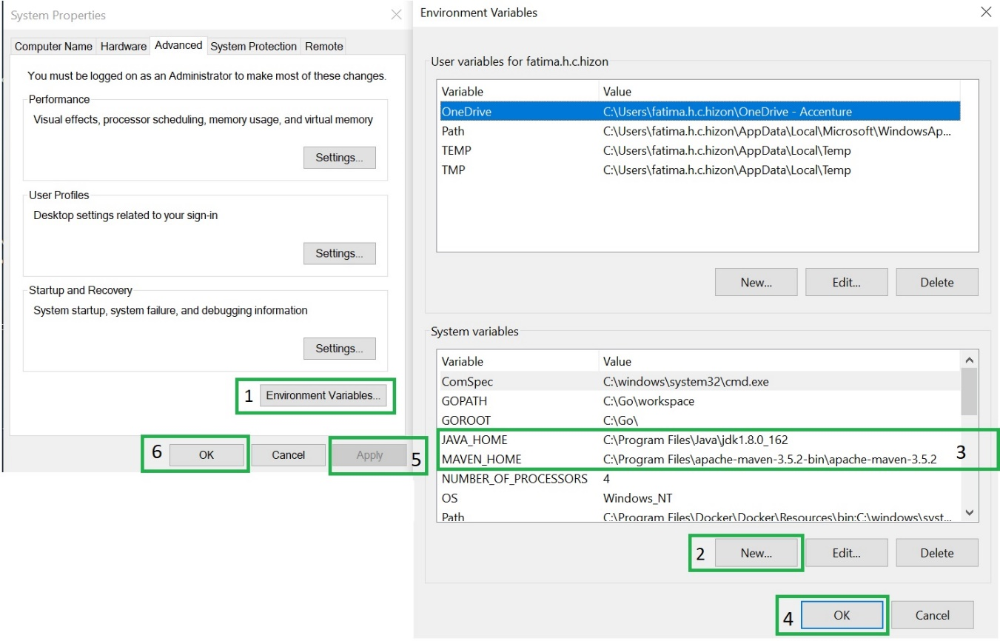 System Properties
Computer Name Hardware Advanced System Protection Remote
You must be logged on as an Administrator to make most of these changes.
Performance
Visual effects, processor scheduling, memory usage, and virtual memory
Settings...
User Profiles
Desktop settings related to your sign-in
Settings...
Startup and Recovery
System startup, system failure, and debugging information
Settings...
1 Environment Variables...
6 OK Cancel Apply 5
Environment Variables
User variables for fatima.h.c.hizon
Variable Value
OneDrive C:\Users\fatima.h.c.hizon\OneDrive - Accenture
Path C:\Users\fatima.h.c.hizon\AppData\Local\Microsoft\WindowsAp...
TEMP C:\Users\fatima.h.c.hizon\AppData\Local\Temp
TMP C:\Users\fatima.h.c.hizon\AppData\Local\Temp
New... Edit... Delete
System variables
Variable Value
ComSpec C:\windows\system32\cmd.exe
GOPATH C:\Go\workspace
GOROOT C:\Go\
JAVA_HOME C:\Program Files\Java\jdk1.8.0_162
MAVEN_HOME C:\Program Files\apache-maven-3.5.2-bin\apache-maven-3.5.2 3
NUMBER_OF_PROCESSORS 4
OS Windows_NT
Path C:\Program Files\Docker\Docker\Resources\bin;C:\windows\syst...
2 New... Edit... Delete
4 OK Cancel